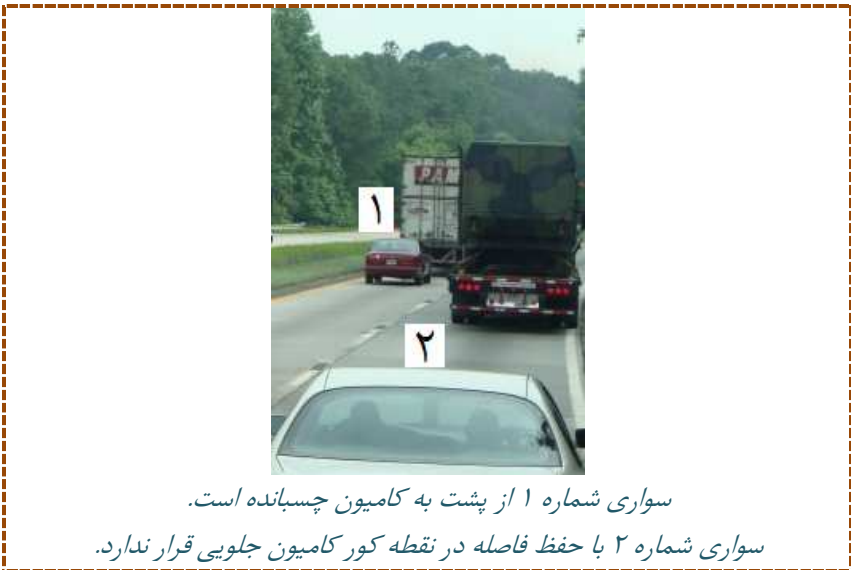 PAM
۱
۲
سواری شماره ۱ از پشت به کامیون چسبانده است.
سواری شماره ۲ با حفظ فاصله در نقطه کور کامیون جلویی قرار ندارد.